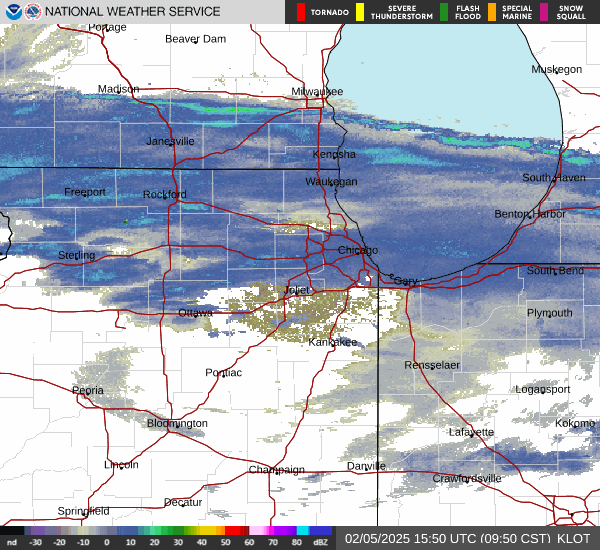 NATIONAL WEATHER SERVICE
TORNADO
SEVERE THUNDERSTORM
FLASH FLOOD
SPECIAL MARINE
SNOW SQUALL
Portage
Beaver Dam
Muskegon
Madison
Milwaukee
Janesville
Kenosha
South Haven
Waukegan
Freeport
Rockford
Benton Harbor
Chicago
Sterling
South Bend
Gary
Joliet
Ottawa
Plymouth
Kankakee
Rensselaer
Pontiac
Peoria
Logansport
Bloomington
Kokomo
Lafayette
Lincoln
Champaign
Danville
Crawfordsville
Decatur
Springfield
nd -30 -20 -10 0 10 20 30 40 50 60 70 80 dBZ
02/05/2025 15:50 UTC (09:50 CST) KLOT